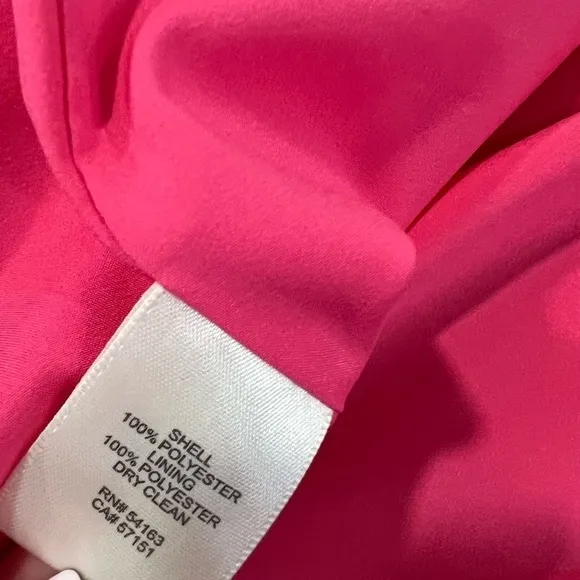 SHELL
100% POLYESTER
LINING
100% POLYESTER
DRY CLEAN
RN# 54163
CA# 57151